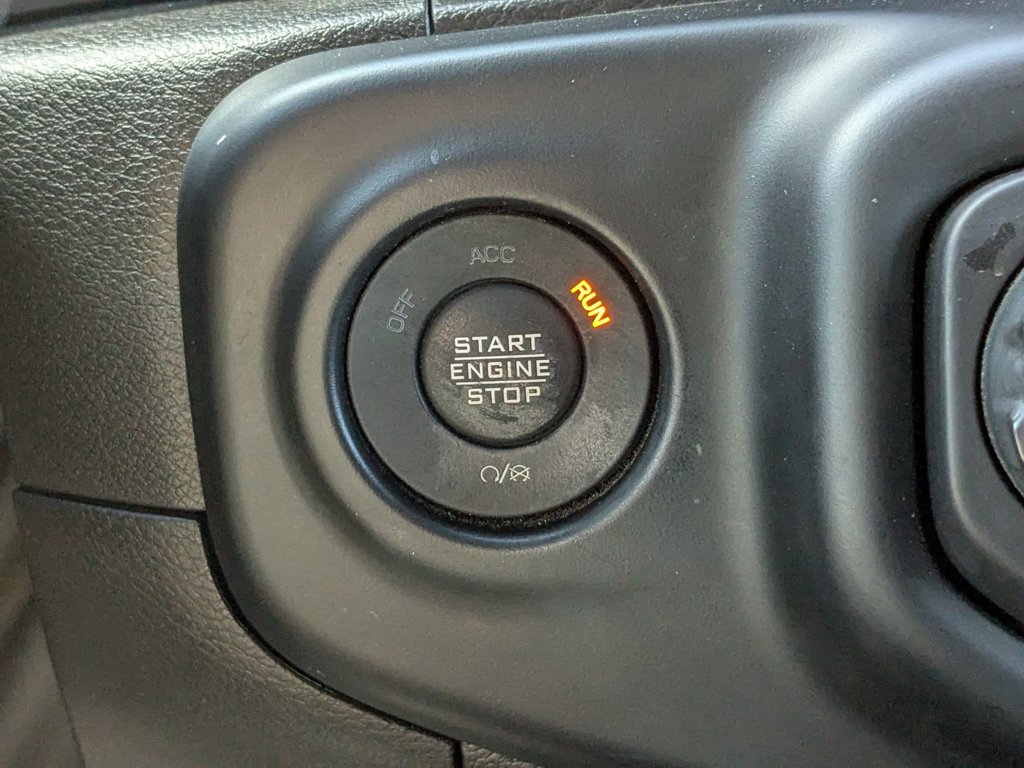 ACC
OFF
RUN
START
ENGINE
STOP